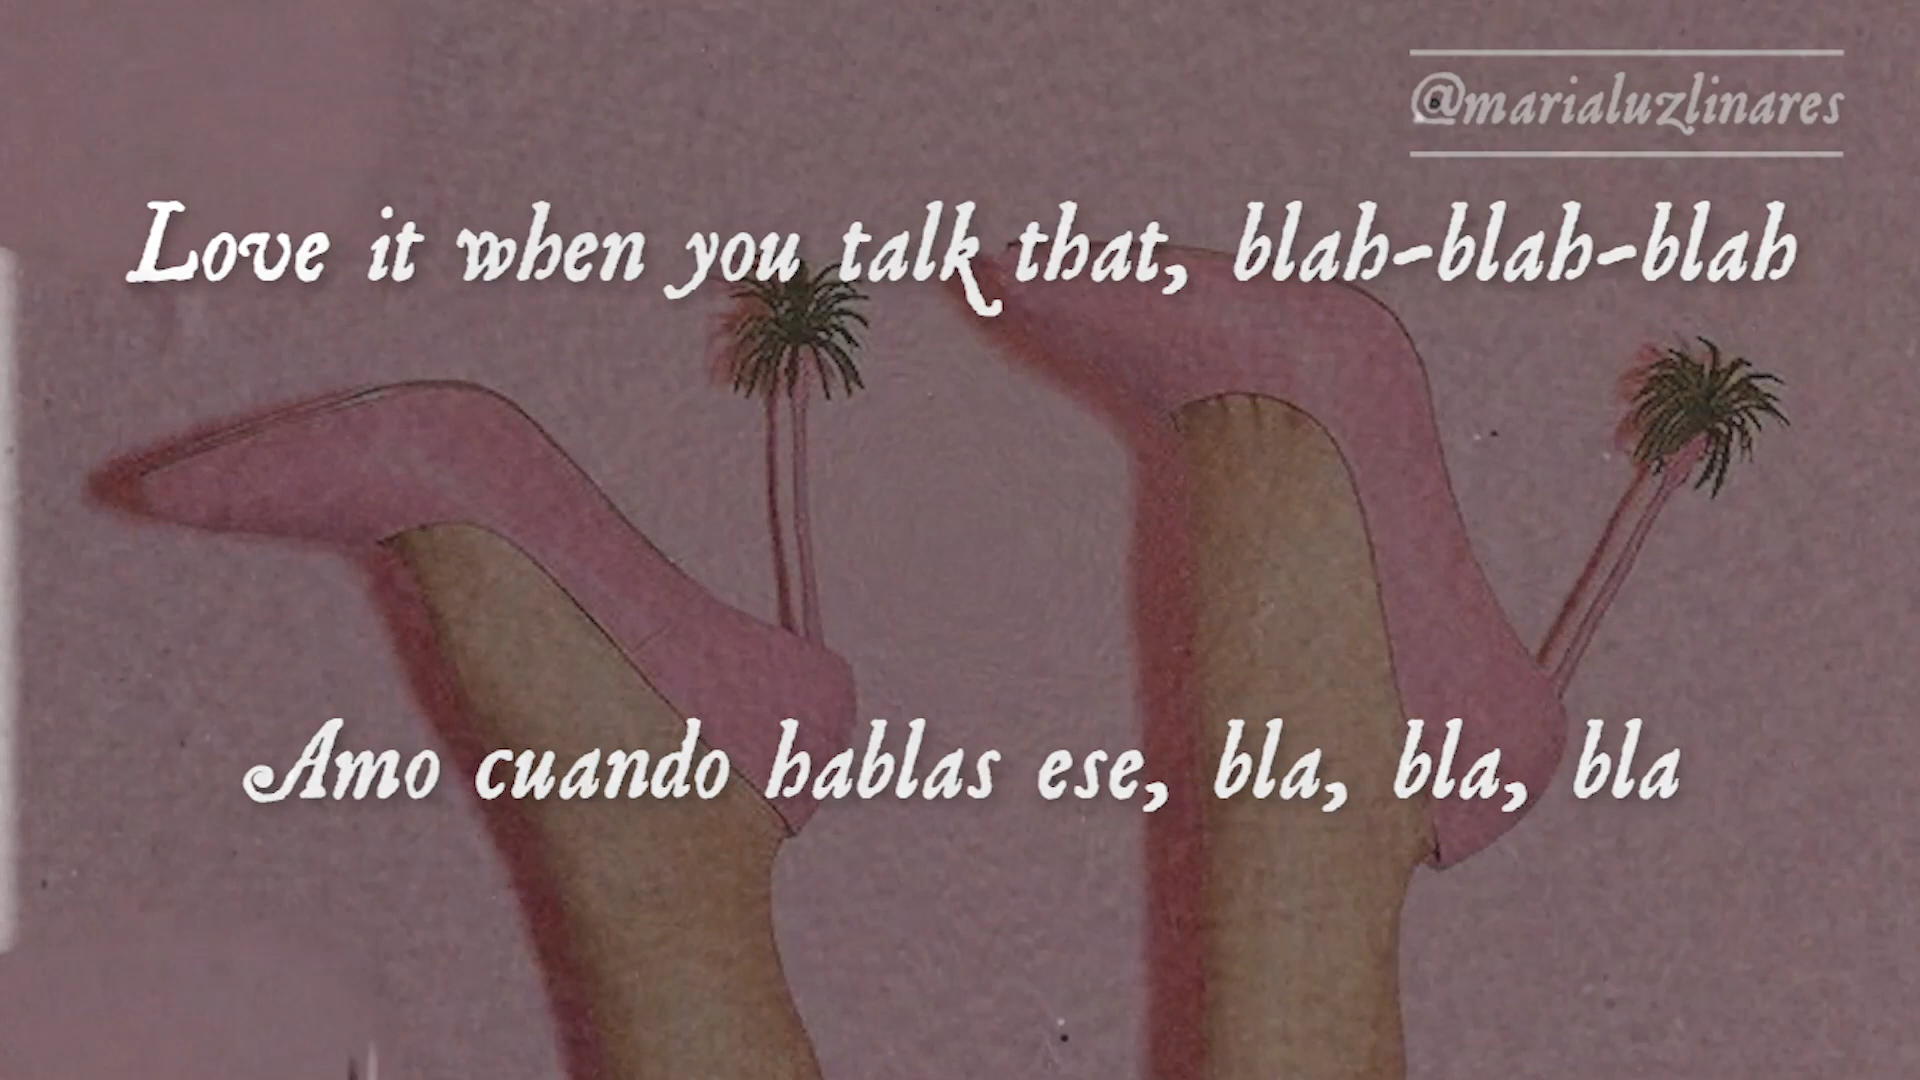 @marialuzlinares
Love it when you talk that, blah-blah-blah
Amo cuando hablas ese, bla, bla, bla